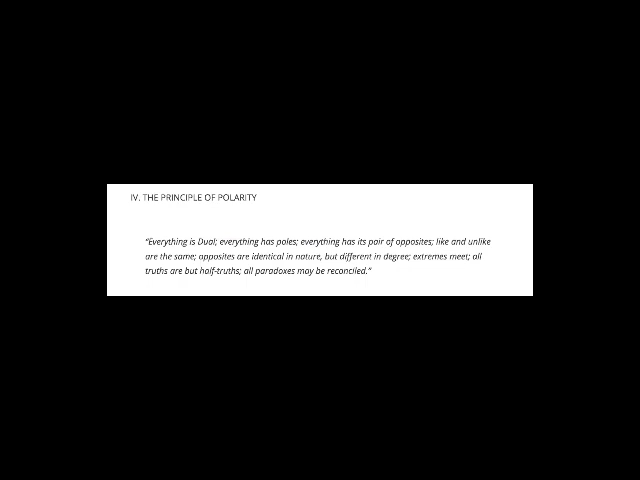 IV. THE PRINCIPLE OF POLARITY
“Everything is Dual; everything has poles; everything has its pair of opposites; like and unlike
are the same; opposites are identical in nature, but different in degree; extremes meet; all
truths are but half-truths; all paradoxes may be reconciled.”